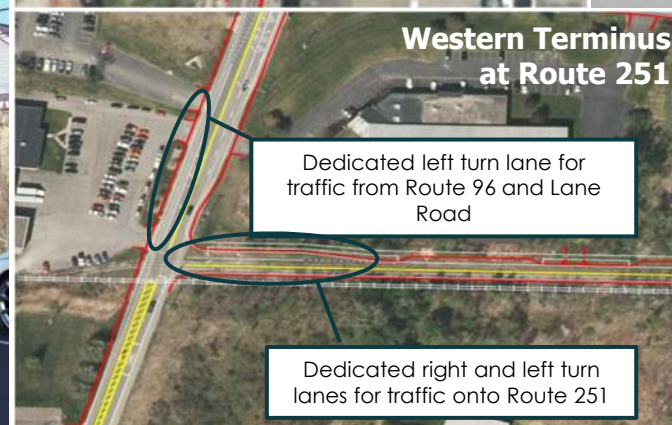 Western Terminus
at Route 251
Dedicated left turn lane for
traffic from Route 96 and Lane
Road
Dedicated right and left turn
lanes for traffic onto Route 251